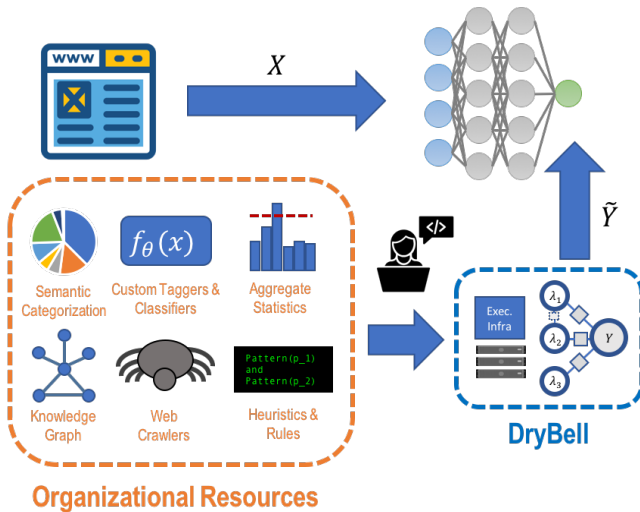 WWW
X
Ỹ
f_θ(x)
Semantic
Categorization
Custom Taggers &
Classifiers
Aggregate
Statistics
</>
Pattern(p_1)
and
Pattern(p_2)
Knowledge
Graph
Web
Crawlers
Heuristics &
Rules
Exec.
Infra
λ₁
λ₂
λ₃
Y
DryBell
Organizational Resources